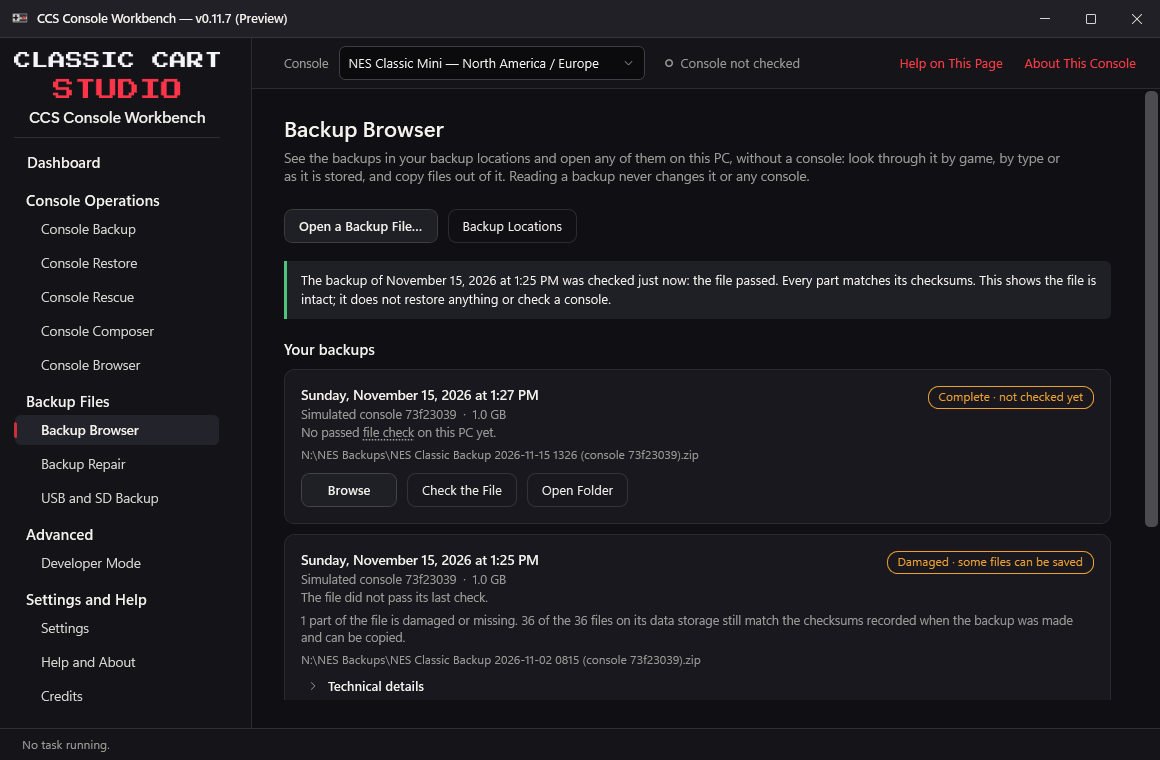 CCS Console Workbench — v0.11.7 (Preview)
CLASSIC CART
STUDIO
CCS Console Workbench
Dashboard
Console Operations
Console Backup
Console Restore
Console Rescue
Console Composer
Console Browser
Backup Files
Backup Browser
Backup Repair
USB and SD Backup
Advanced
Developer Mode
Settings and Help
Settings
Help and About
Credits
Console
NES Classic Mini — North America / Europe
Console not checked
Help on This Page
About This Console
Backup Browser
See the backups in your backup locations and open any of them on this PC, without a console: look through it by game, by type or
as it is stored, and copy files out of it. Reading a backup never changes it or any console.
Open a Backup File...
Backup Locations
The backup of November 15, 2026 at 1:25 PM was checked just now: the file passed. Every part matches its checksums. This shows the file is
intact; it does not restore anything or check a console.
Your backups
Sunday, November 15, 2026 at 1:27 PM
Complete · not checked yet
Simulated console 73f23039 · 1.0 GB
No passed file check on this PC yet.
N:\NES Backups\NES Classic Backup 2026-11-15 1326 (console 73f23039).zip
Browse
Check the File
Open Folder
Sunday, November 15, 2026 at 1:25 PM
Damaged · some files can be saved
Simulated console 73f23039 · 1.0 GB
The file did not pass its last check.
1 part of the file is damaged or missing. 36 of the 36 files on its data storage still match the checksums recorded when the backup was made
and can be copied.
N:\NES Backups\NES Classic Backup 2026-11-02 0815 (console 73f23039).zip
Technical details
No task running.